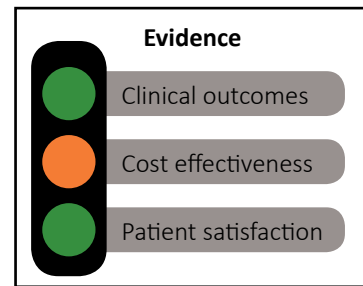 Evidence
Clinical outcomes
Cost effectiveness
Patient satisfaction